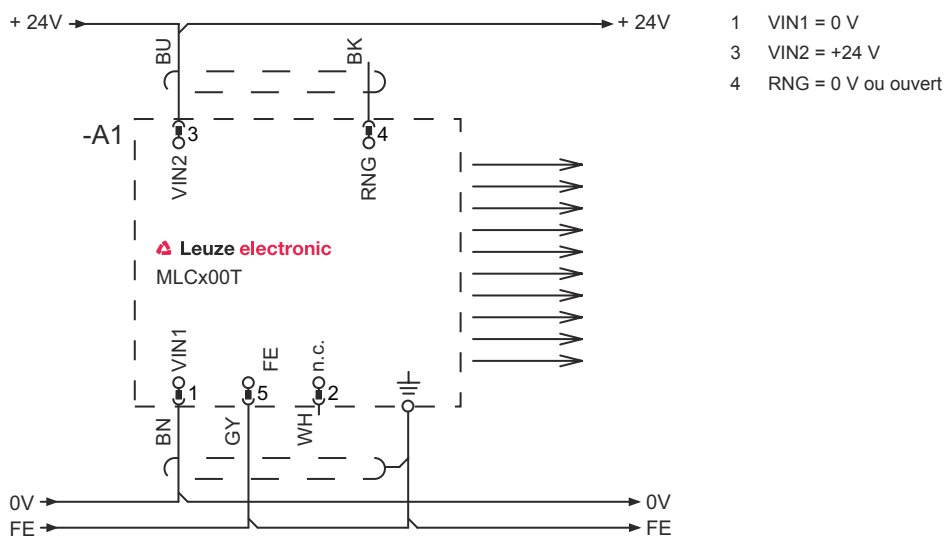 + 24V
+ 24V
BU
BK
-A1
3
4
VIN2
RNG
Leuze electronic
MLCx00T
VIN1
FE
n.c.
1
5
2
BN
GY
WH
0V
0V
FE
FE
1 VIN1 = 0 V
3 VIN2 = +24 V
4 RNG = 0 V ou ouvert